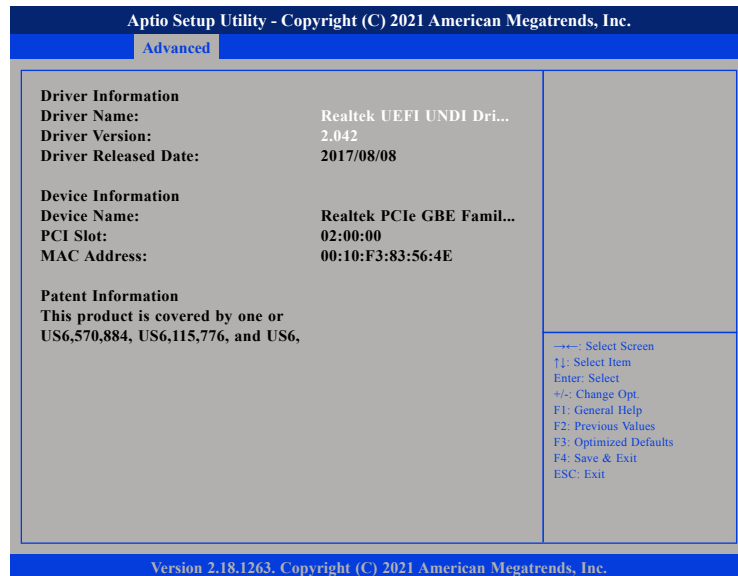 Aptio Setup Utility - Copyright (C) 2021 American Megatrends, Inc.
Advanced
Driver Information
Driver Name: Realtek UEFI UNDI Dri...
Driver Version: 2.042
Driver Released Date: 2017/08/08
Device Information
Device Name: Realtek PCIe GBE Famil...
PCI Slot: 02:00:00
MAC Address: 00:10:F3:83:56:4E
Patent Information
This product is covered by one or
US6,570,884, US6,115,776, and US6,
→←: Select Screen
↑↓: Select Item
Enter: Select
+/-: Change Opt.
F1: General Help
F2: Previous Values
F3: Optimized Defaults
F4: Save & Exit
ESC: Exit
Version 2.18.1263. Copyright (C) 2021 American Megatrends, Inc.